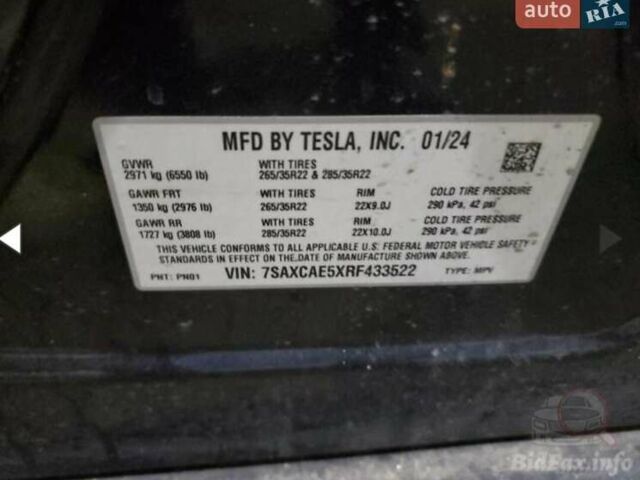 auto RIA.com
MFD BY TESLA, INC. 01/24
GVWR WITH TIRES
2971 kg (6550 lb) 265/35R22 & 285/35R22
GAWR FRT WITH TIRES RIM COLD TIRE PRESSURE
1350 kg (2976 lb) 265/35R22 22X9.0J 290 kPa, 42 psi
GAWR RR WITH TIRES RIM COLD TIRE PRESSURE
1727 kg (3808 lb) 285/35R22 22X10.0J 290 kPa, 42 psi
THIS VEHICLE CONFORMS TO ALL APPLICABLE U.S. FEDERAL MOTOR VEHICLE SAFETY
STANDARDS IN EFFECT ON THE DATE OF MANUFACTURE SHOWN ABOVE.
PNT: PN01 VIN: 7SAXCAE5XRF433522 TYPE: MPV
BidFax.info